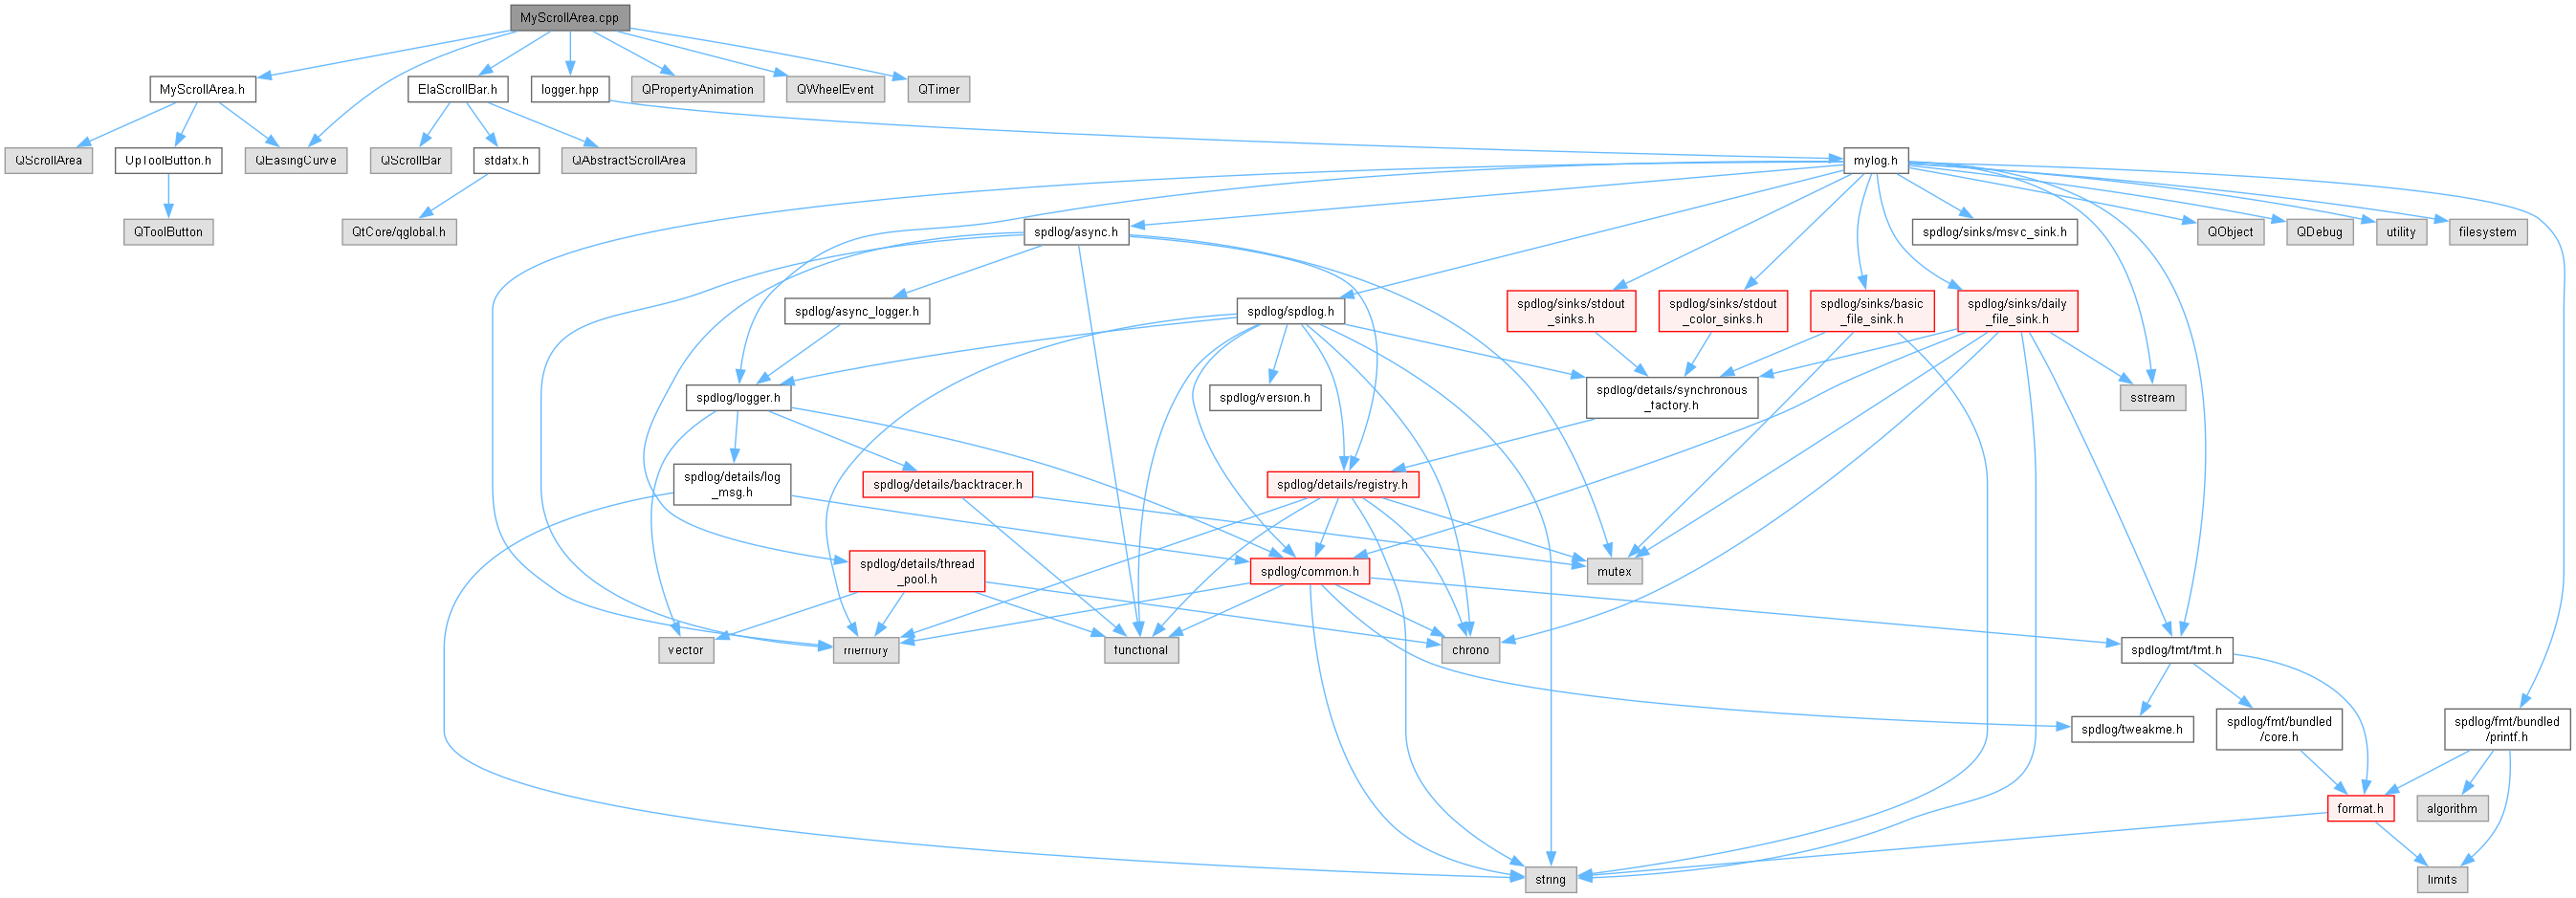 MyScrollArea.cpp
MyScrollArea.h
ElaScrollBar.h
logger.hpp
QPropertyAnimation
QWheelEvent
QTimer
QScrollArea
UpToolButton.h
QEasingCurve
QScrollBar
stdafx.h
QAbstractScrollArea
mylog.h
QToolButton
QtCore/qglobal.h
spdlog/async.h
spdlog/sinks/msvc_sink.h
QObject
QDebug
utility
filesystem
spdlog/async_logger.h
spdlog/spdlog.h
spdlog/sinks/stdout
_sinks.h
spdlog/sinks/stdout
_color_sinks.h
spdlog/sinks/basic
_file_sink.h
spdlog/sinks/daily
_file_sink.h
spdlog/logger.h
spdlog/version.h
spdlog/details/synchronous
_factory.h
sstream
spdlog/details/log
_msg.h
spdlog/details/backtracer.h
spdlog/details/registry.h
spdlog/details/thread
_pool.h
spdlog/common.h
mutex
vector
memory
functional
chrono
spdlog/fmt/fmt.h
spdlog/tweakme.h
spdlog/fmt/bundled
/core.h
spdlog/fmt/bundled
/printf.h
format.h
algorithm
string
limits